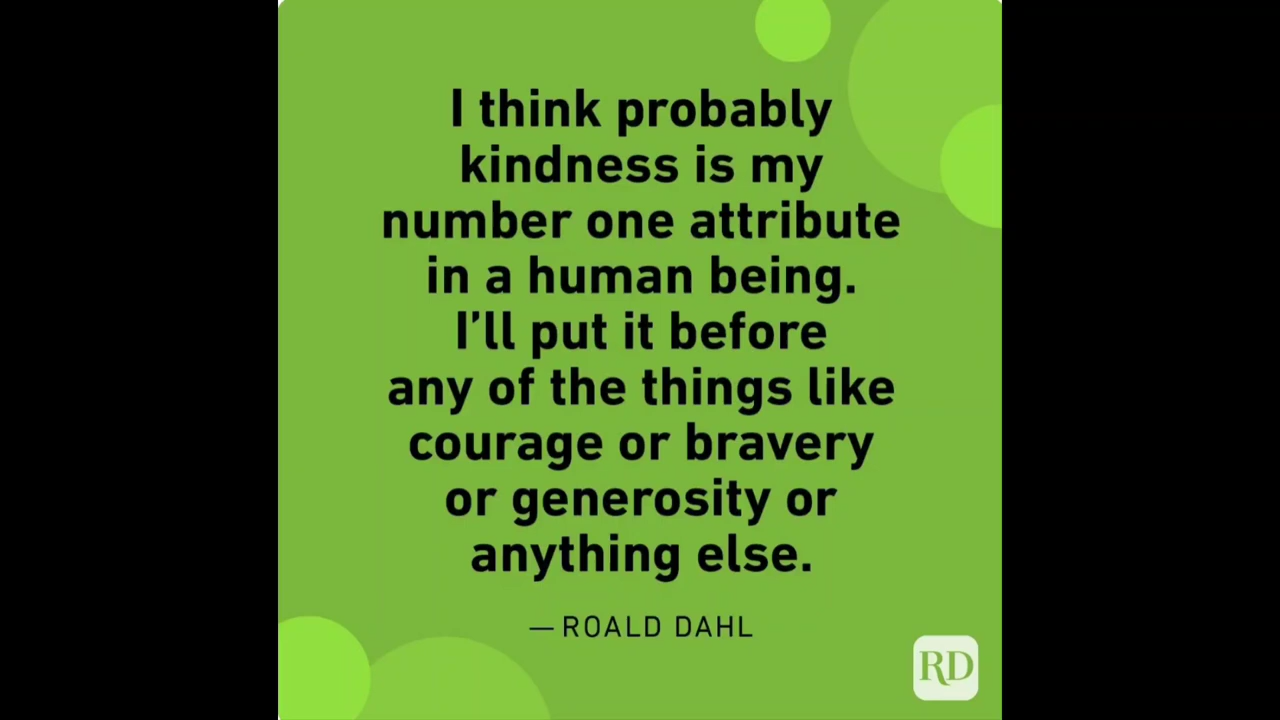 I think probably
kindness is my
number one attribute
in a human being.
I’ll put it before
any of the things like
courage or bravery
or generosity or
anything else.
— ROALD DAHL
RD